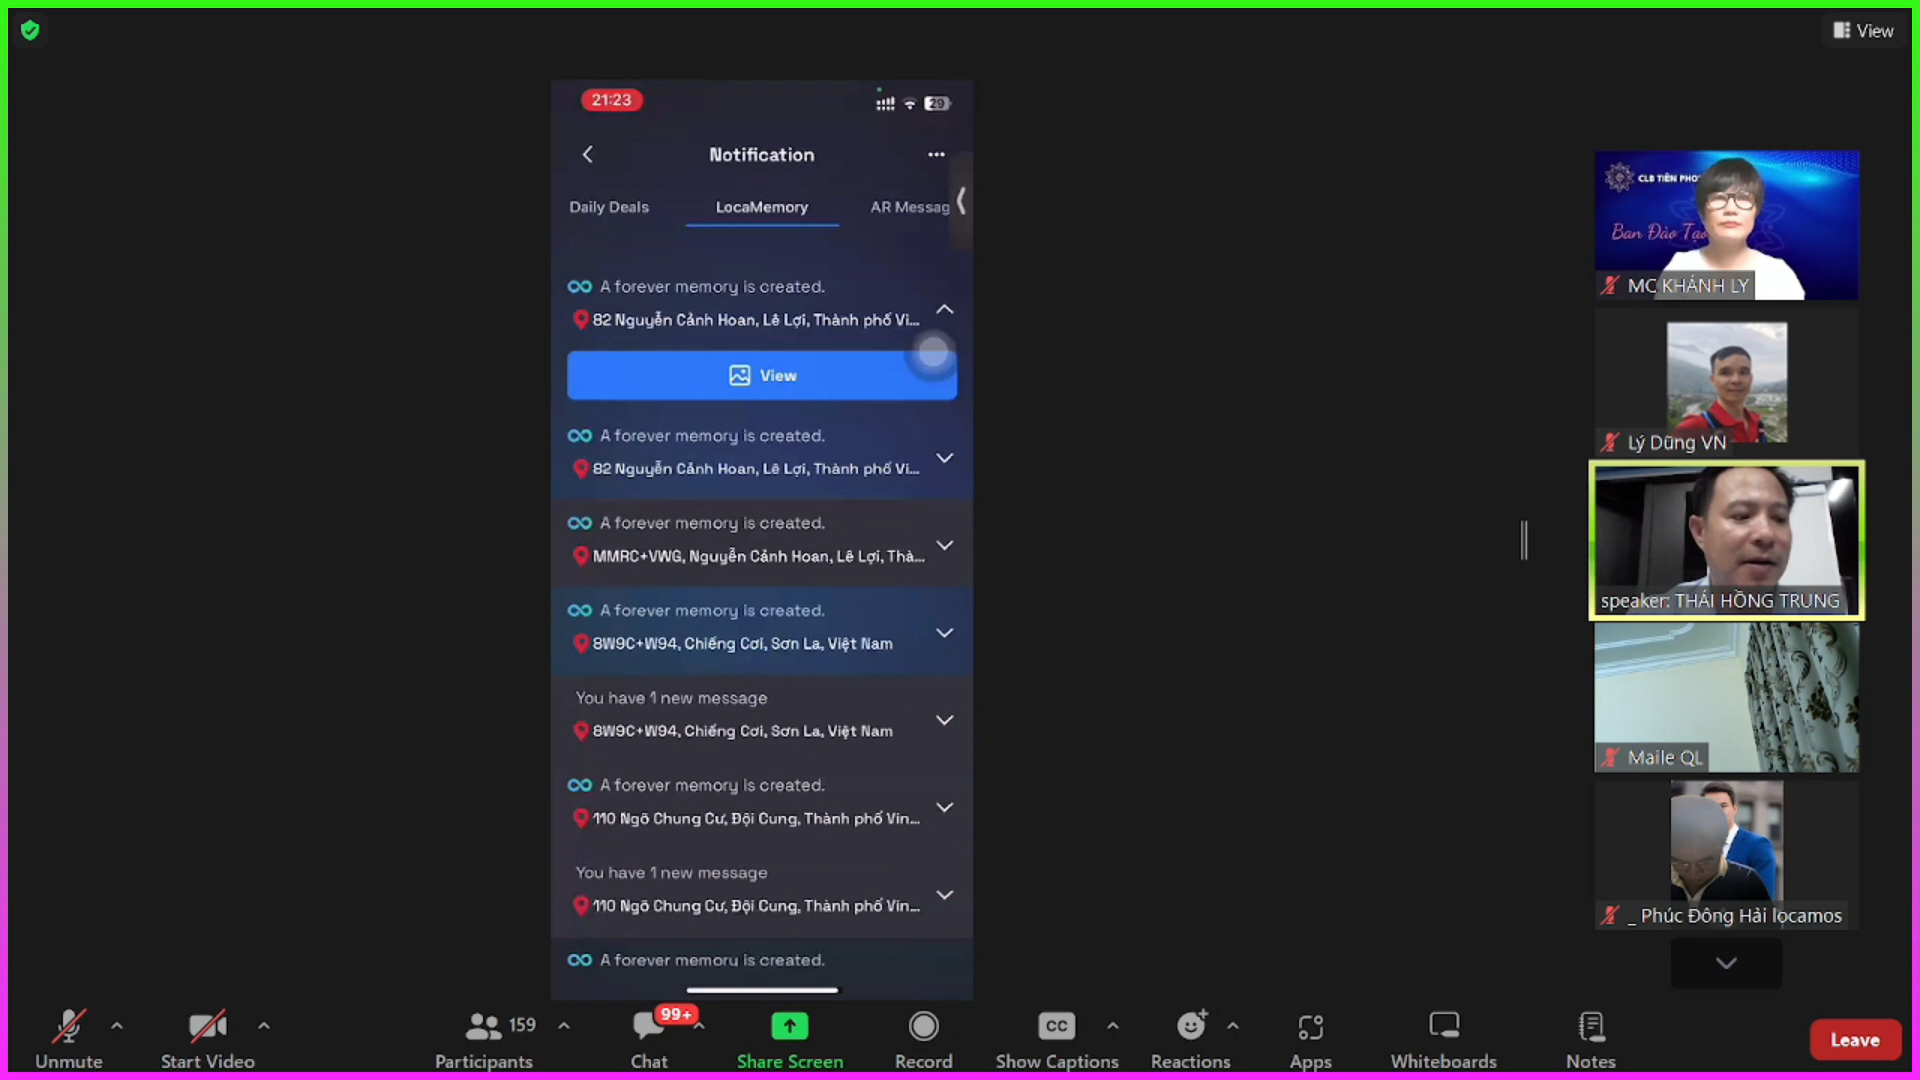 View
21:23
29
Notification
Daily Deals
LocaMemory
AR Messag
A forever memory is created.
82 Nguyễn Cảnh Hoan, Lê Lợi, Thành phố Vi...
View
A forever memory is created.
82 Nguyễn Cảnh Hoan, Lê Lợi, Thành phố Vi...
A forever memory is created.
MMRC+VWG, Nguyễn Cảnh Hoan, Lê Lợi, Thà...
A forever memory is created.
8W9C+W94, Chiềng Cơi, Sơn La, Việt Nam
You have 1 new message
8W9C+W94, Chiềng Cơi, Sơn La, Việt Nam
A forever memory is created.
110 Ngõ Chung Cư, Đội Cung, Thành phố Vin...
You have 1 new message
110 Ngõ Chung Cư, Đội Cung, Thành phố Vin...
A forever memory is created.
CLB TIÊN PHO
Ban Đào Tạo
MC KHÁNH LY
Lý Dũng VN
speaker: THÁI HỒNG TRUNG
Maile QL
_ Phúc Đông Hải locamos
Unmute
Start Video
159
Participants
99+
Chat
Share Screen
Record
CC
Show Captions
Reactions
Apps
Whiteboards
Notes
Leave